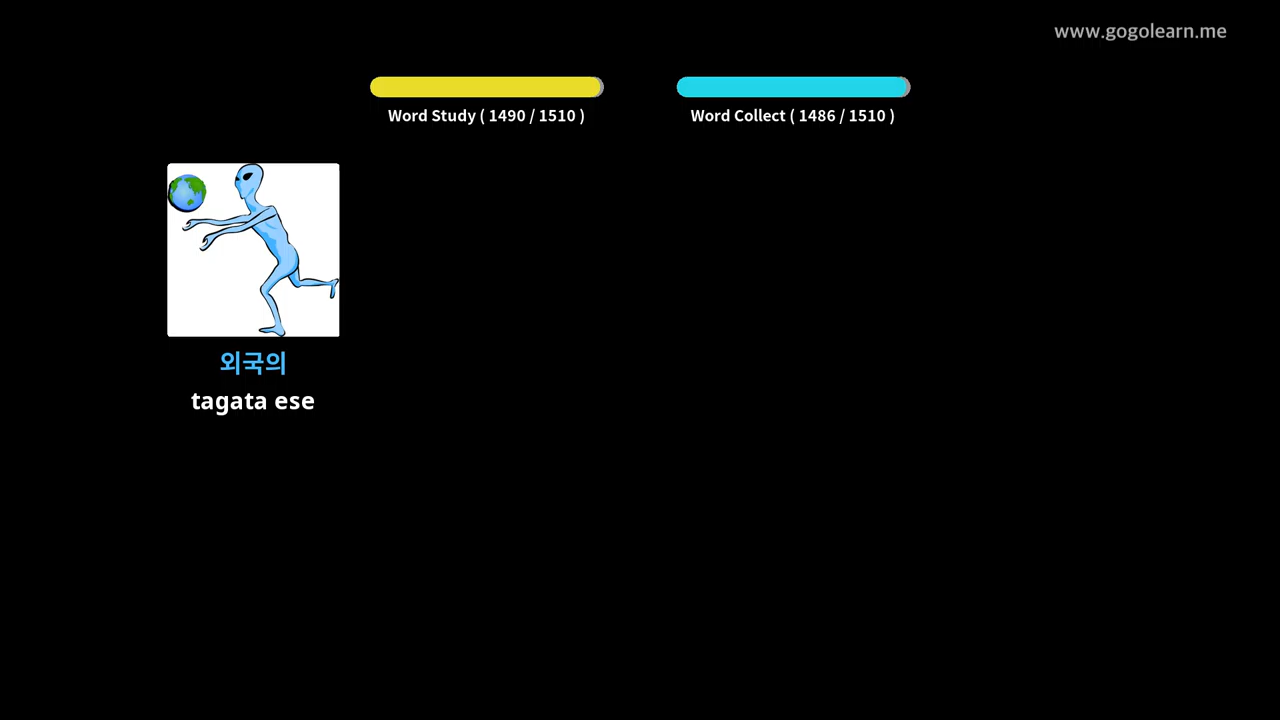 www.gogolearn.me
Word Study ( 1490 / 1510 )
Word Collect ( 1486 / 1510 )
외국의
tagata ese